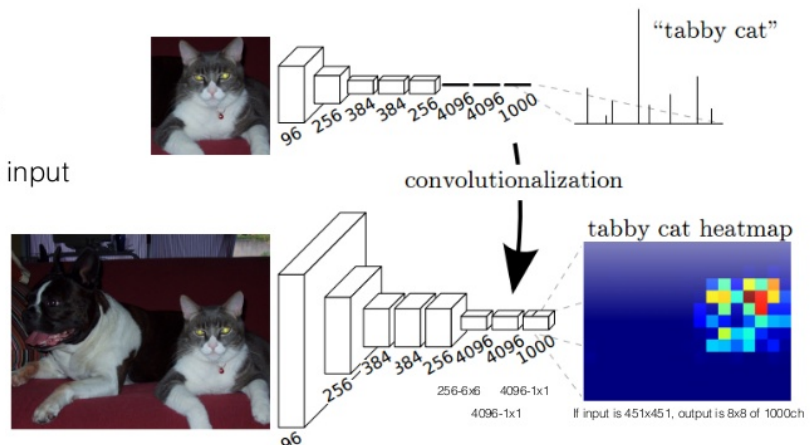 “tabby cat”
96
256
384
384
256
4096
4096
1000
input
convolutionalization
tabby cat heatmap
96
256
384
384
256
4096
4096
1000
256-6x6 4096-1x1
4096-1x1
If input is 451x451, output is 8x8 of 1000ch